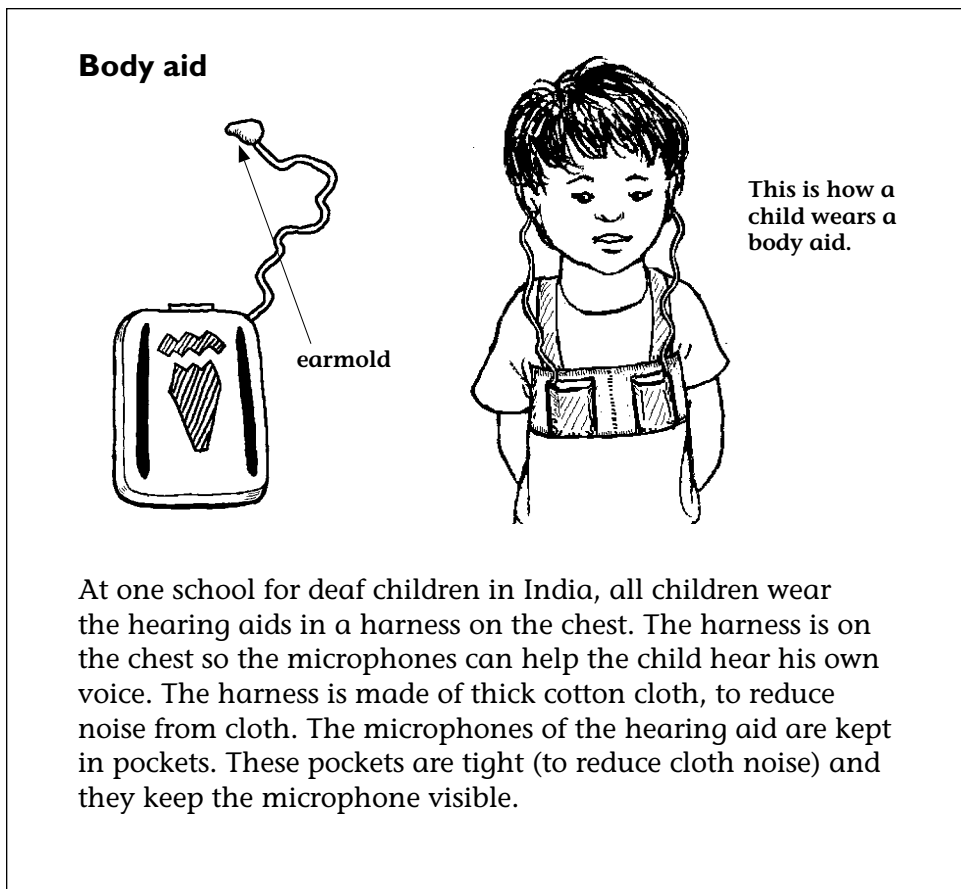 Body aid
earmold
This is how a
child wears a
body aid.
At one school for deaf children in India, all children wear
the hearing aids in a harness on the chest. The harness is on
the chest so the microphones can help the child hear his own
voice. The harness is made of thick cotton cloth, to reduce
noise from cloth. The microphones of the hearing aid are kept
in pockets. These pockets are tight (to reduce cloth noise) and
they keep the microphone visible.